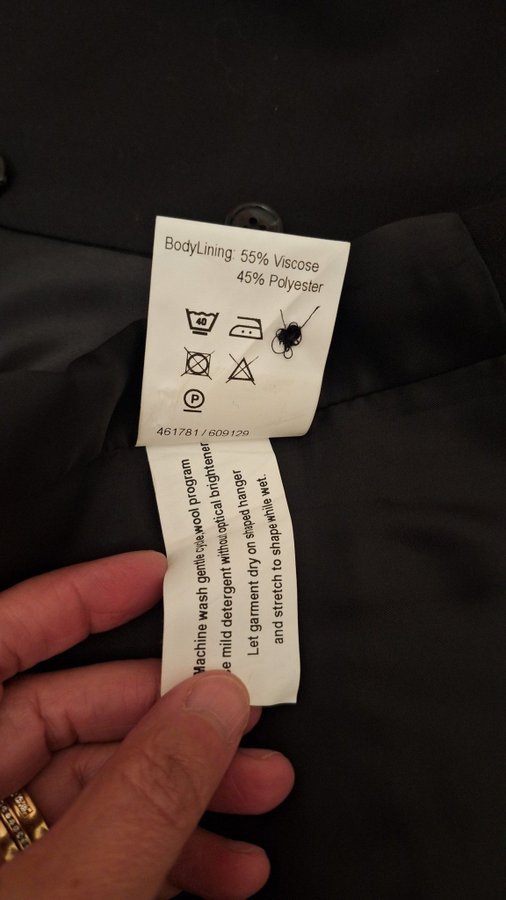 BodyLining: 55% Viscose
45% Polyester
40
P
461781 / 609129
Machine wash gentle cycle,wool program
mild detergent without optical brightener
Let garment dry on shaped hanger
and stretch to shape while wet.